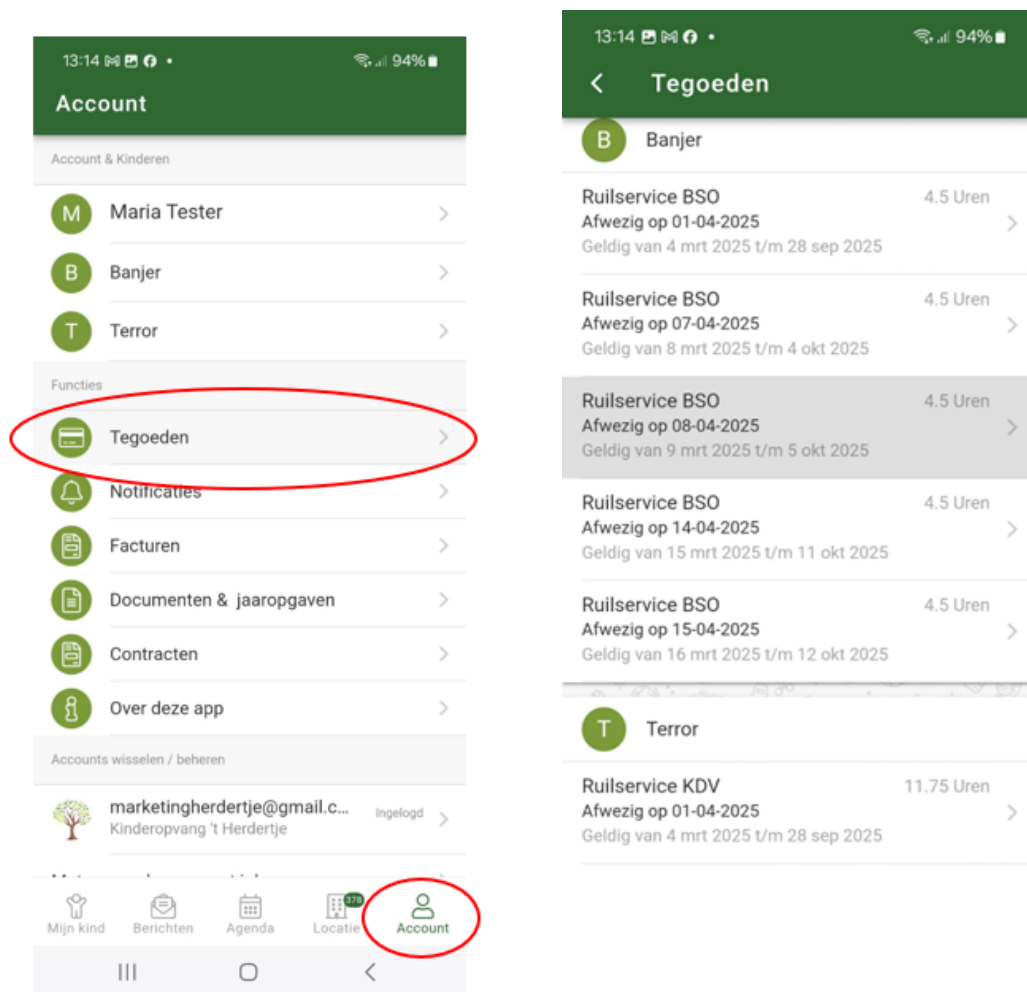 13:14
94%
Account
Account & Kinderen
M
Maria Tester
B
Banjer
T
Terror
Functies
Tegoeden
Notificaties
Facturen
Documenten & jaaropgaven
Contracten
Over deze app
Accounts wisselen / beheren
marketingherdertje@gmail.c...
Ingelogd
Kinderopvang 't Herdertje
Mijn kind
Berichten
Agenda
378
Locatie
Account
13:14
94%
Tegoeden
B
Banjer
Ruilservice BSO
4.5 Uren
Afwezig op 01-04-2025
Geldig van 4 mrt 2025 t/m 28 sep 2025
Ruilservice BSO
4.5 Uren
Afwezig op 07-04-2025
Geldig van 8 mrt 2025 t/m 4 okt 2025
Ruilservice BSO
4.5 Uren
Afwezig op 08-04-2025
Geldig van 9 mrt 2025 t/m 5 okt 2025
Ruilservice BSO
4.5 Uren
Afwezig op 14-04-2025
Geldig van 15 mrt 2025 t/m 11 okt 2025
Ruilservice BSO
4.5 Uren
Afwezig op 15-04-2025
Geldig van 16 mrt 2025 t/m 12 okt 2025
T
Terror
Ruilservice KDV
11.75 Uren
Afwezig op 01-04-2025
Geldig van 4 mrt 2025 t/m 28 sep 2025